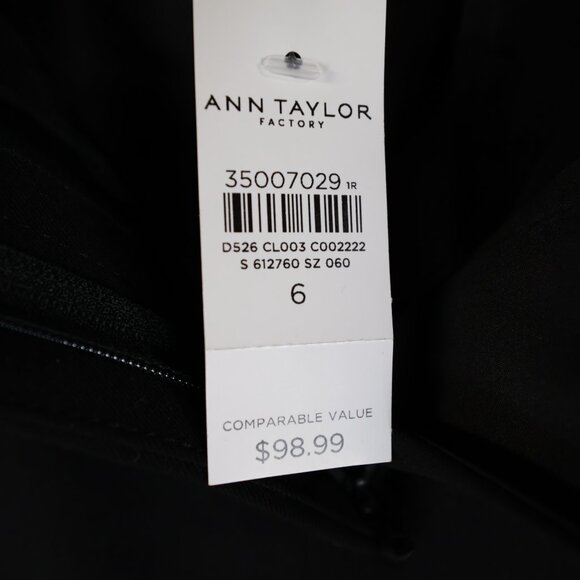 ANN TAYLOR
FACTORY
35007029 1R
D526 CL003 C002222
S 612760 SZ 060
6
COMPARABLE VALUE
$98.99